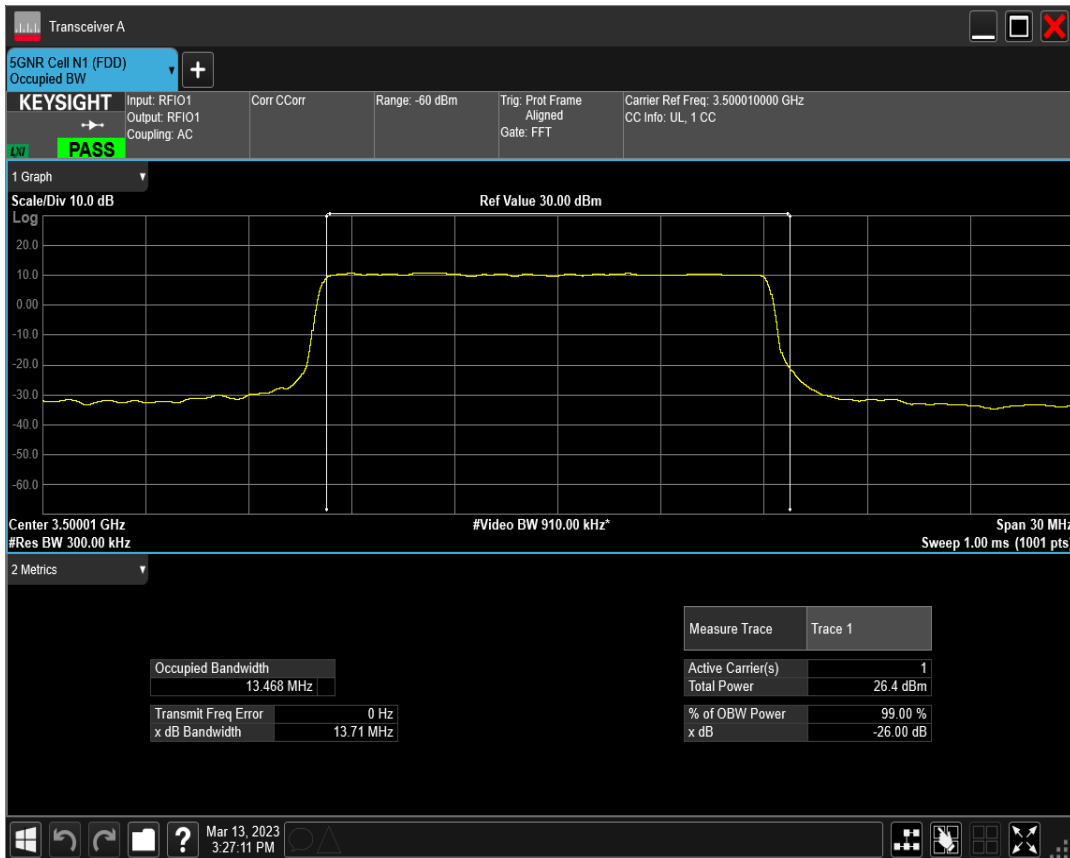 Transceiver A
5GNR Cell N1 (FDD)
Occupied BW
+
KEYSIGHT
LXI
PASS
Input: RFIO1
Output: RFIO1
Coupling: AC
Corr CCorr
Range: -60 dBm
Trig: Prot Frame
Aligned
Gate: FFT
Carrier Ref Freq: 3.500010000 GHz
CC Info: UL, 1 CC
1 Graph
Scale/Div 10.0 dB
Ref Value 30.00 dBm
Log
20.0
10.0
0.00
-10.0
-20.0
-30.0
-40.0
-50.0
-60.0
Center 3.50001 GHz
#Video BW 910.00 kHz*
Span 30 MHz
#Res BW 300.00 kHz
Sweep 1.00 ms (1001 pts)
2 Metrics
Measure Trace Trace 1
Occupied Bandwidth
13.468 MHz
Active Carrier(s) 1
Total Power 26.4 dBm
Transmit Freq Error 0 Hz
x dB Bandwidth 13.71 MHz
% of OBW Power 99.00 %
x dB -26.00 dB
?
Mar 13, 2023
3:27:11 PM